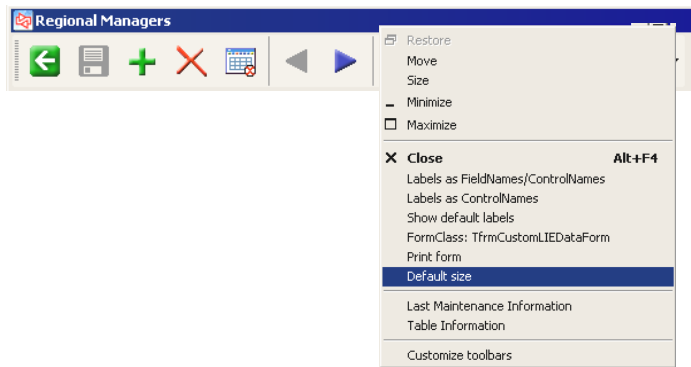 Regional Managers
Restore
Move
Size
Minimize
Maximize
Close Alt+F4
Labels as FieldNames/ControlNames
Labels as ControlNames
Show default labels
FormClass: TfrmCustomLIEDataForm
Print form
Default size
Last Maintenance Information
Table Information
Customize toolbars